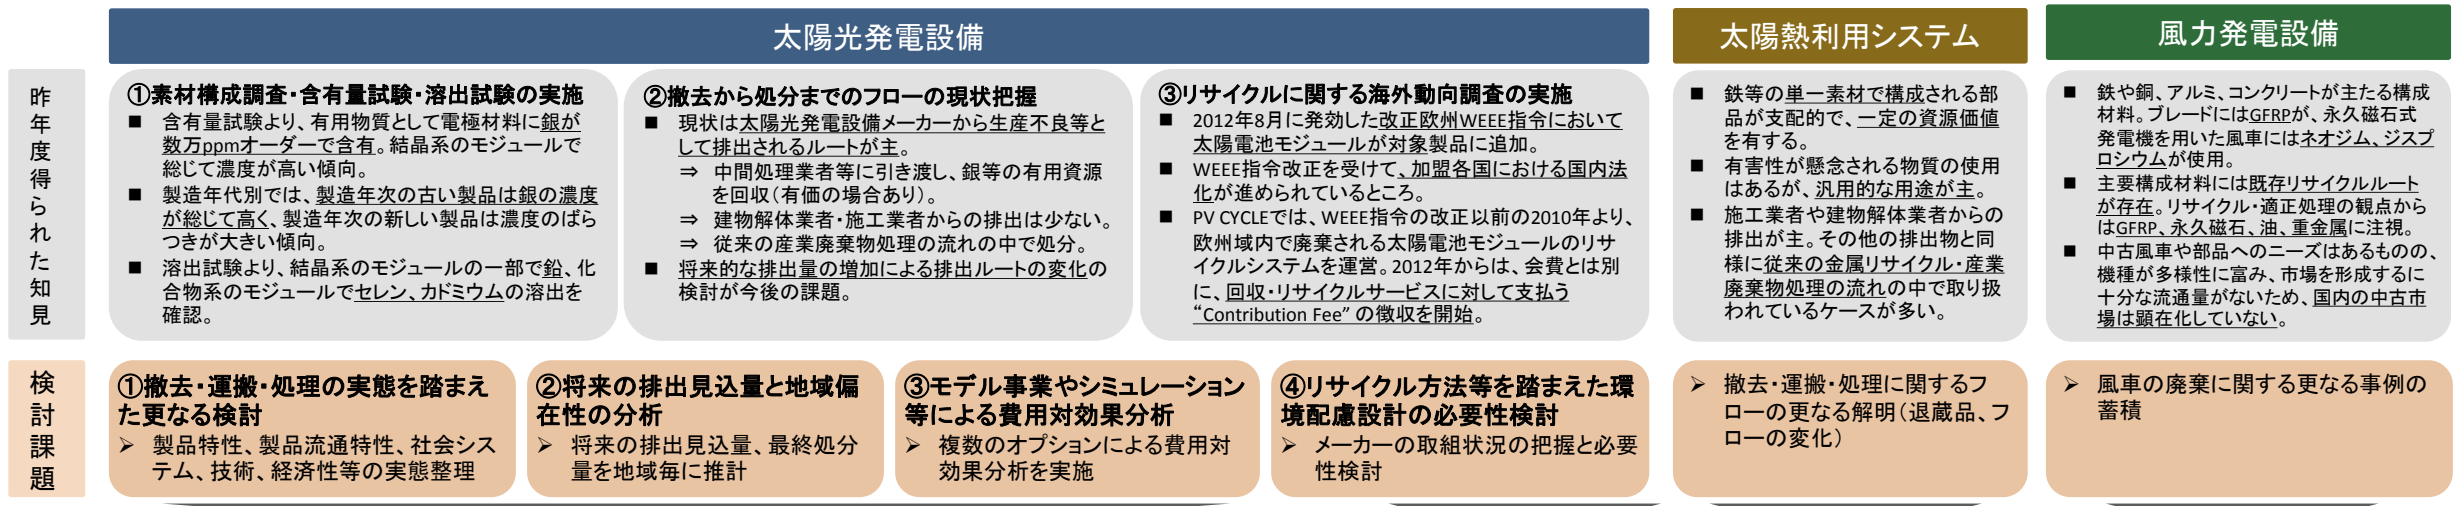 太陽光発電設備
太陽熱利用システム
風力発電設備
昨年度得られた知見
①素材構成調査・含有量試験・溶出試験の実施
■ 含有量試験より、有用物質として電極材料に銀が
数万ppmオーダーで含有。結晶系のモジュールで
総じて濃度が高い傾向。
■ 製造年代別では、製造年次の古い製品は銀の濃度
が総じて高く、製造年次の新しい製品は濃度のばら
つきが大きい傾向。
■ 溶出試験より、結晶系のモジュールの一部で鉛、化
合物系のモジュールでセレン、カドミウムの溶出を
確認。
②撤去から処分までのフローの現状把握
■ 現状は太陽光発電設備メーカーから生産不良等と
して排出されるルートが主。
⇒ 中間処理業者等に引き渡し、銀等の有用資源
を回収（有価の場合あり）。
⇒ 建物解体業者・施工業者からの排出は少ない。
⇒ 従来の産業廃棄物処理の流れの中で処分。
■ 将来的な排出量の増加による排出ルートの変化の
検討が今後の課題。
③リサイクルに関する海外動向調査の実施
■ 2012年8月に発効した改正欧州WEEE指令において
太陽電池モジュールが対象製品に追加。
■ WEEE指令改正を受けて、加盟各国における国内法
化が進められているところ。
■ PV CYCLEでは、WEEE指令の改正以前の2010年より、
欧州域内で廃棄される太陽電池モジュールのリサ
イクルシステムを運営。2012年からは、会費とは別
に、回収・リサイクルサービスに対して支払う
“Contribution Fee” の徴収を開始。
■ 鉄等の単一素材で構成される部
品が支配的で、一定の資源価値
を有する。
■ 有害性が懸念される物質の使用
はあるが、汎用的な用途が主。
■ 施工業者や建物解体業者からの
排出が主。その他の排出物と同
様に従来の金属リサイクル・産業
廃棄物処理の流れの中で取り扱
われているケースが多い。
■ 鉄や銅、アルミ、コンクリートが主たる構成
材料。ブレードにはGFRPが、永久磁石式
発電機を用いた風車にはネオジム、ジスプ
ロシウムが使用。
■ 主要構成材料には既存リサイクルルート
が存在。リサイクル・適正処理の観点から
はGFRP、永久磁石、油、重金属に注視。
■ 中古風車や部品へのニーズはあるものの、
機種が多様性に富み、市場を形成するに
十分な流通量がないため、国内の中古市
場は顕在化していない。
検討課題
①撤去・運搬・処理の実態を踏まえ
た更なる検討
➢ 製品特性、製品流通特性、社会シス
テム、技術、経済性等の実態整理
②将来の排出見込量と地域偏
在性の分析
➢ 将来の排出見込量、最終処分
量を地域毎に推計
③モデル事業やシミュレーション
等による費用対効果分析
➢ 複数のオプションによる費用対
効果分析を実施
④リサイクル方法等を踏まえた環
境配慮設計の必要性検討
➢ メーカーの取組状況の把握と必要
性検討
➢ 撤去・運搬・処理に関するフ
ローの更なる解明（退蔵品、フ
ローの変化）
➢ 風車の廃棄に関する更なる事例の
蓄積